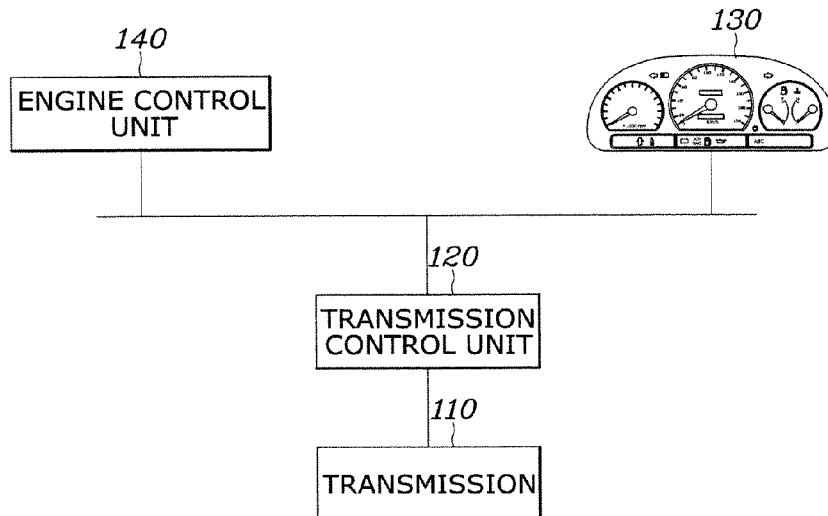 140
130
ENGINE CONTROL
UNIT
120
TRANSMISSION
CONTROL UNIT
110
TRANSMISSION